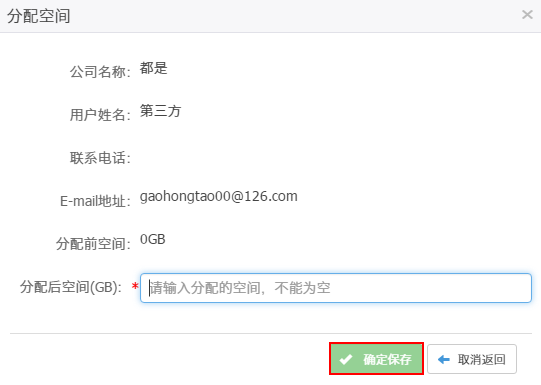 分配空间
公司名称： 都是
用户姓名： 第三方
联系电话：
E-mail地址： gaohongtao00@126.com
分配前空间： 0GB
分配后空间(GB)： * 请输入分配的空间，不能为空
确定保存 取消返回